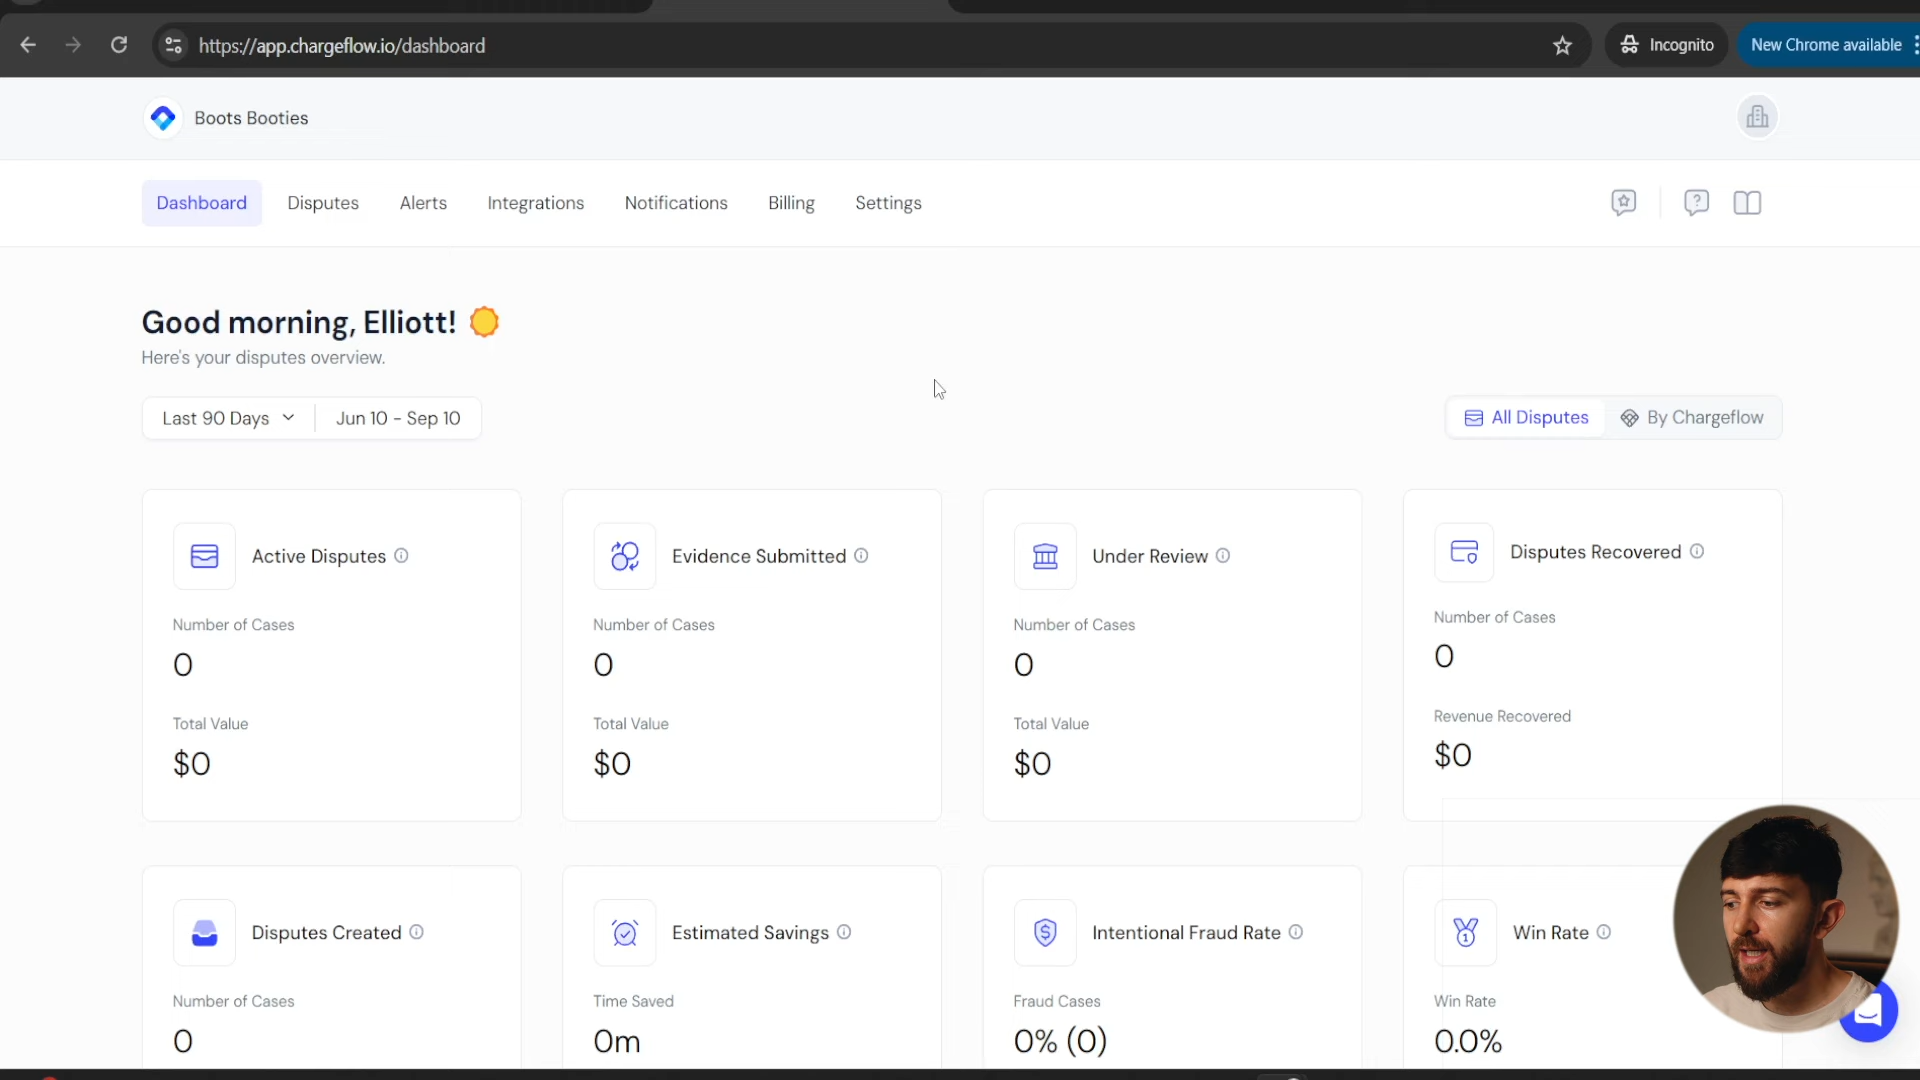 https://app.chargeflow.io/dashboard
Incognito
New Chrome available
Boots Booties
Dashboard
Disputes
Alerts
Integrations
Notifications
Billing
Settings
Good morning, Elliott!
Here's your disputes overview.
Last 90 Days
Jun 10 - Sep 10
All Disputes
By Chargeflow
Active Disputes
Number of Cases
0
Total Value
$0
Evidence Submitted
Number of Cases
0
Total Value
$0
Under Review
Number of Cases
0
Total Value
$0
Disputes Recovered
Number of Cases
0
Revenue Recovered
$0
Disputes Created
Number of Cases
0
Estimated Savings
Time Saved
0m
Intentional Fraud Rate
Fraud Cases
0% (0)
Win Rate
Win Rate
0.0%